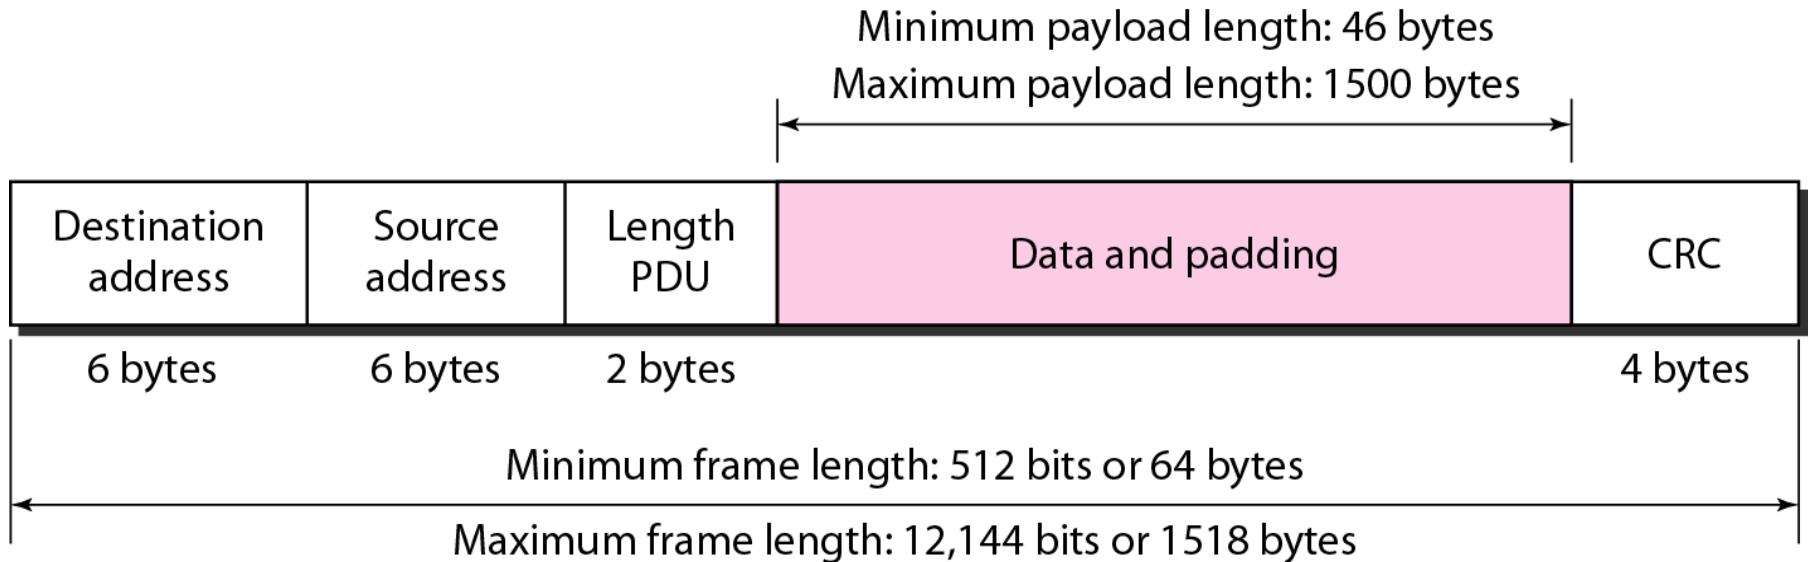 Minimum payload length: 46 bytes
Maximum payload length: 1500 bytes
Destination
address
Source
address
Length
PDU
Data and padding
CRC
6 bytes
6 bytes
2 bytes
4 bytes
Minimum frame length: 512 bits or 64 bytes
Maximum frame length: 12,144 bits or 1518 bytes